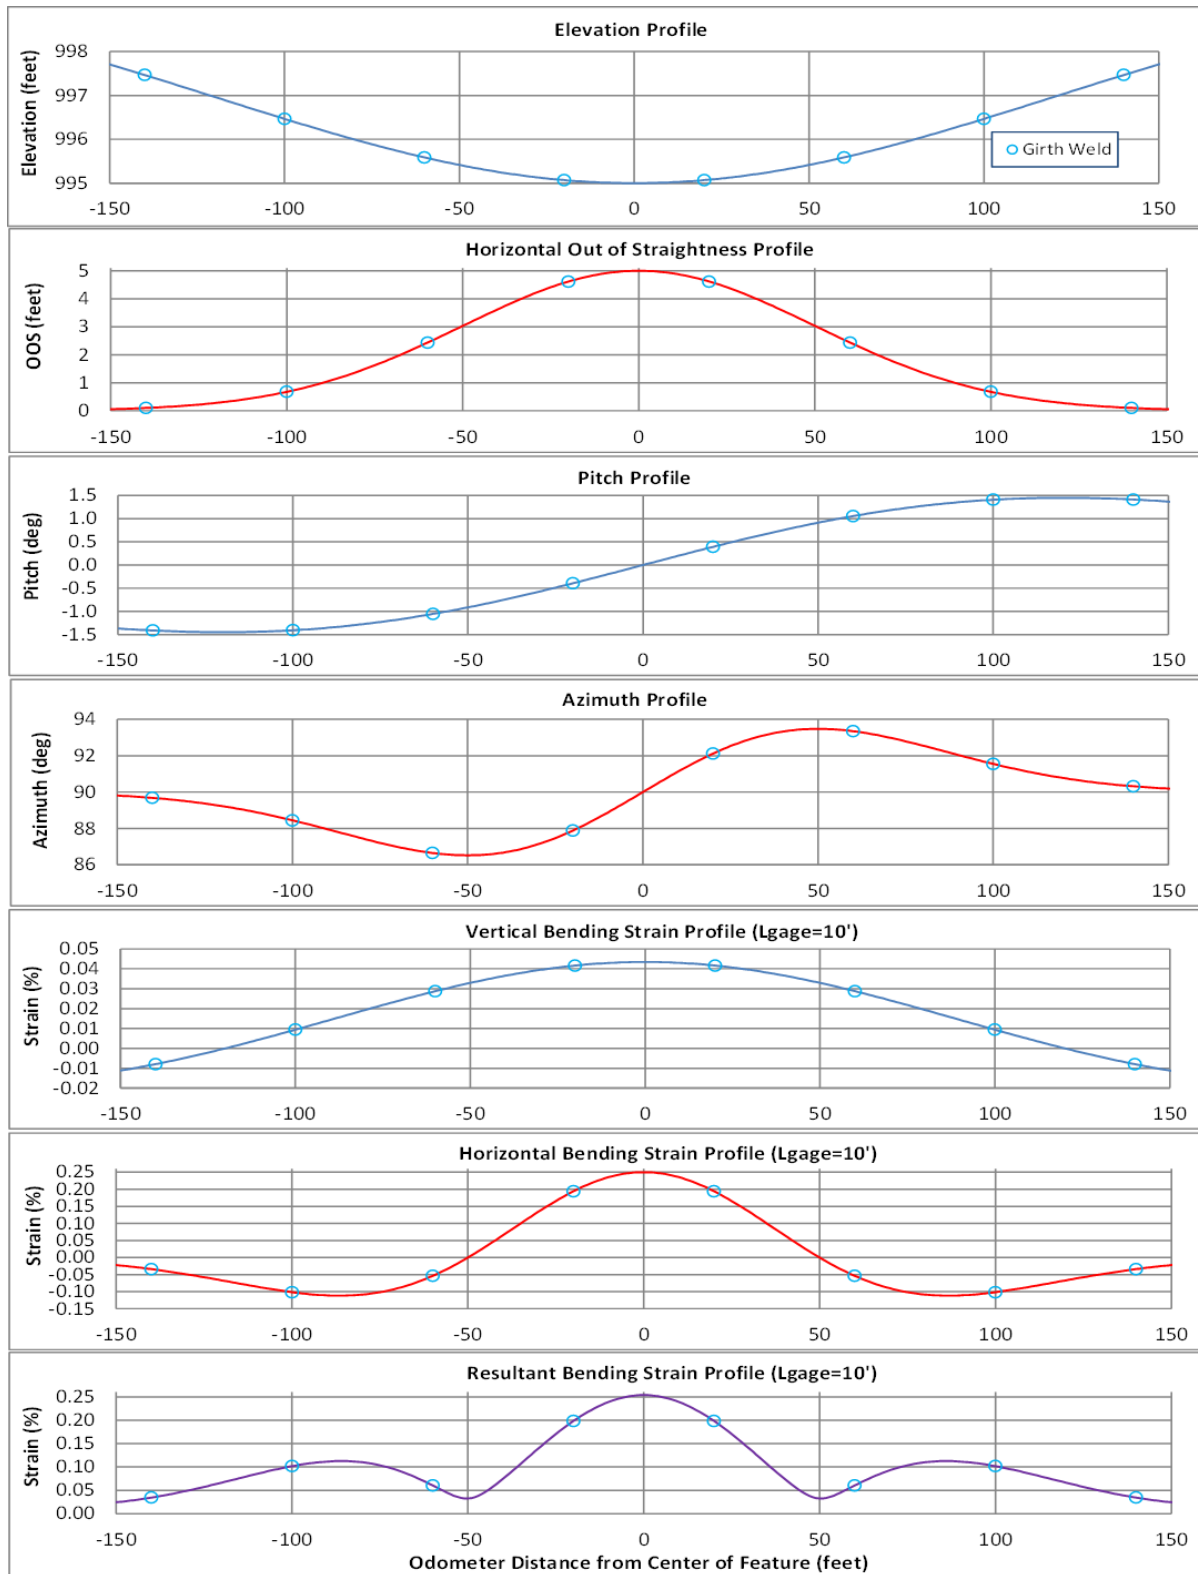 Elevation Profile
Elevation (feet)
998
997
996
995
-150 -100 -50 0 50 100 150
Girth Weld
Horizontal Out of Straightness Profile
OOS (feet)
5
4
3
2
1
0
-150 -100 -50 0 50 100 150
Pitch Profile
Pitch (deg)
1.5
1.0
0.5
0.0
-0.5
-1.0
-1.5
-150 -100 -50 0 50 100 150
Azimuth Profile
Azimuth (deg)
94
92
90
88
86
-150 -100 -50 0 50 100 150
Vertical Bending Strain Profile (Lgage=10')
Strain (%)
0.05
0.04
0.03
0.02
0.01
0.00
-0.01
-0.02
-150 -100 -50 0 50 100 150
Horizontal Bending Strain Profile (Lgage=10')
Strain (%)
0.25
0.20
0.15
0.10
0.05
0.00
-0.05
-0.10
-0.15
-150 -100 -50 0 50 100 150
Resultant Bending Strain Profile (Lgage=10')
Strain (%)
0.25
0.20
0.15
0.10
0.05
0.00
-150 -100 -50 0 50 100 150
Odometer Distance from Center of Feature (feet)